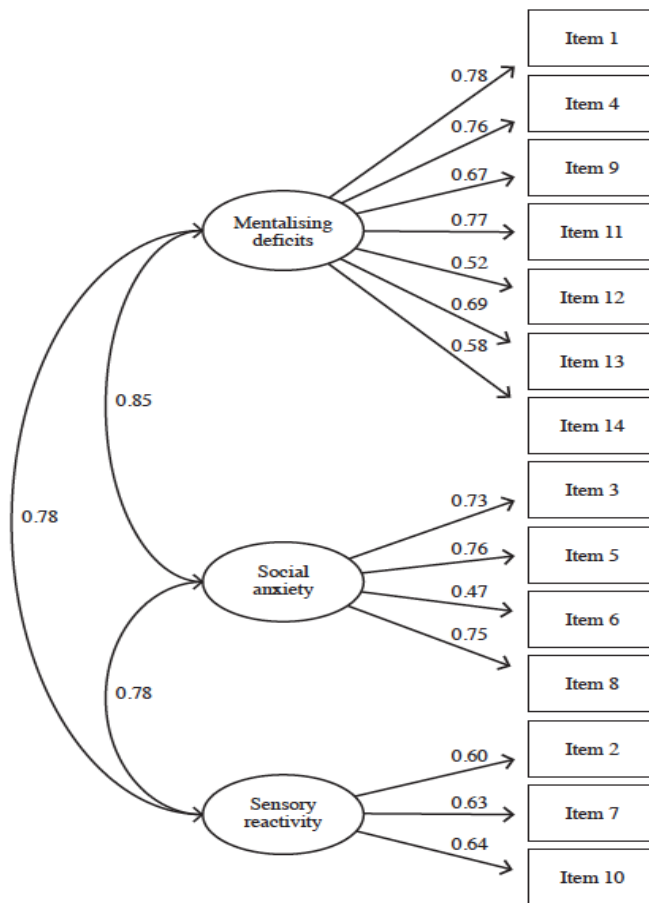 Item 1
0.78
Item 4
0.76
Item 9
0.67
Mentalising
deficits
0.77
Item 11
0.52
Item 12
0.69
Item 13
0.58
Item 14
0.85
Item 3
0.73
0.78
Social
anxiety
0.76
Item 5
0.47
Item 6
0.75
Item 8
0.78
Item 2
0.60
Sensory
reactivity
0.63
Item 7
0.64
Item 10